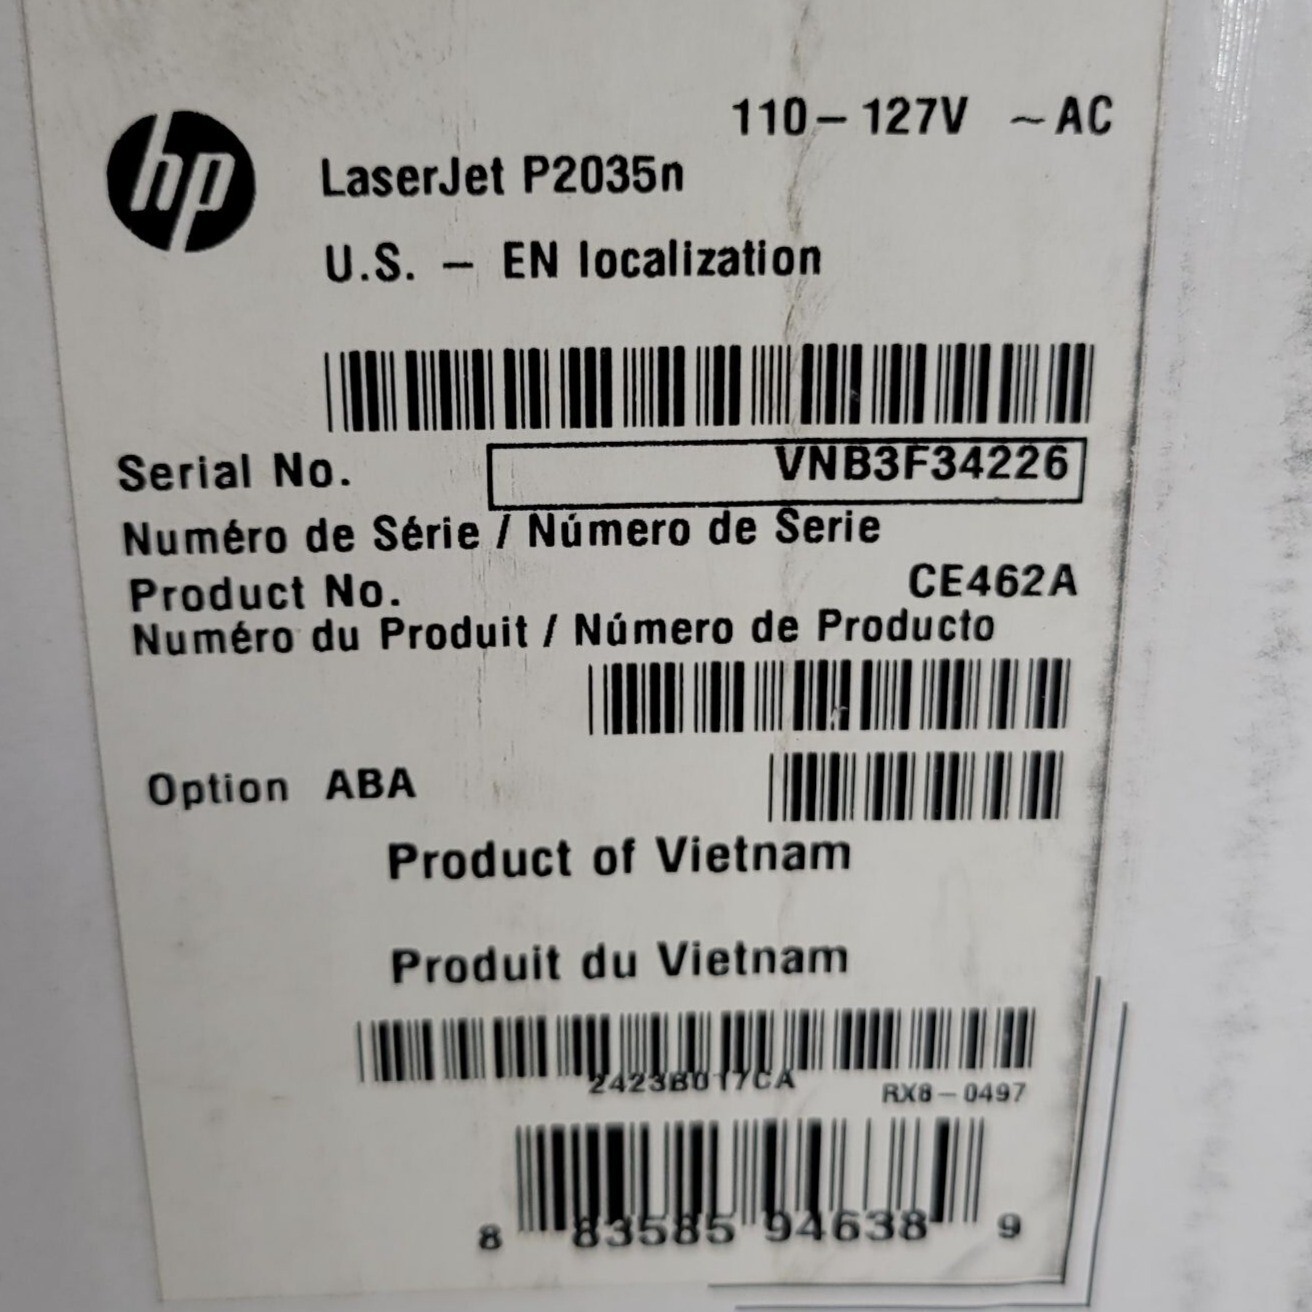 110-127V ~AC
hp
LaserJet P2035n
U.S. - EN localization
Serial No. VNB3F34226
Numéro de Série / Número de Serie
Product No. CE462A
Numéro du Produit / Número de Producto
Option ABA
Product of Vietnam
Produit du Vietnam
2423B017CA
RX8-0497
8 83585 94638 9